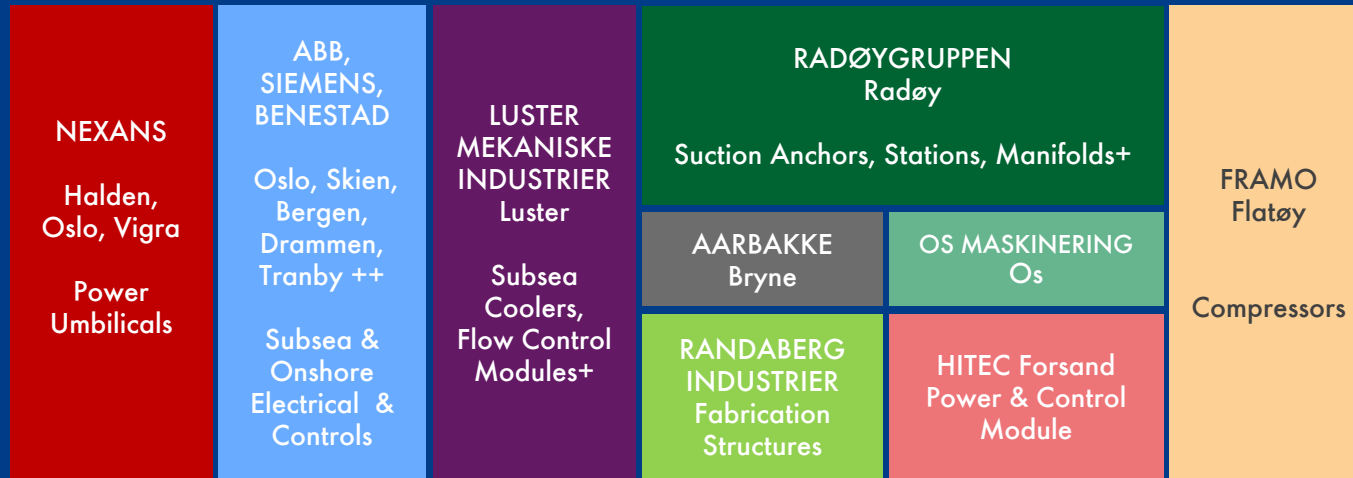 NEXANS
Halden,
Oslo, Vigra
Power
Umbilicals
ABB,
SIEMENS,
BENESTAD
Oslo, Skien,
Bergen,
Drammen,
Tranby ++
Subsea &
Onshore
Electrical &
Controls
LUSTER
MEKANISKE
INDUSTRIER
Luster
Subsea
Coolers,
Flow Control
Modules+
RADØYGRUPPEN
Radøy
Suction Anchors, Stations, Manifolds+
AARBAKKE
Bryne
OS MASKINERING
Os
RANDABERG
INDUSTRIER
Fabrication
Structures
HITEC Forsand
Power & Control
Module
FRAMO
Flatøy
Compressors